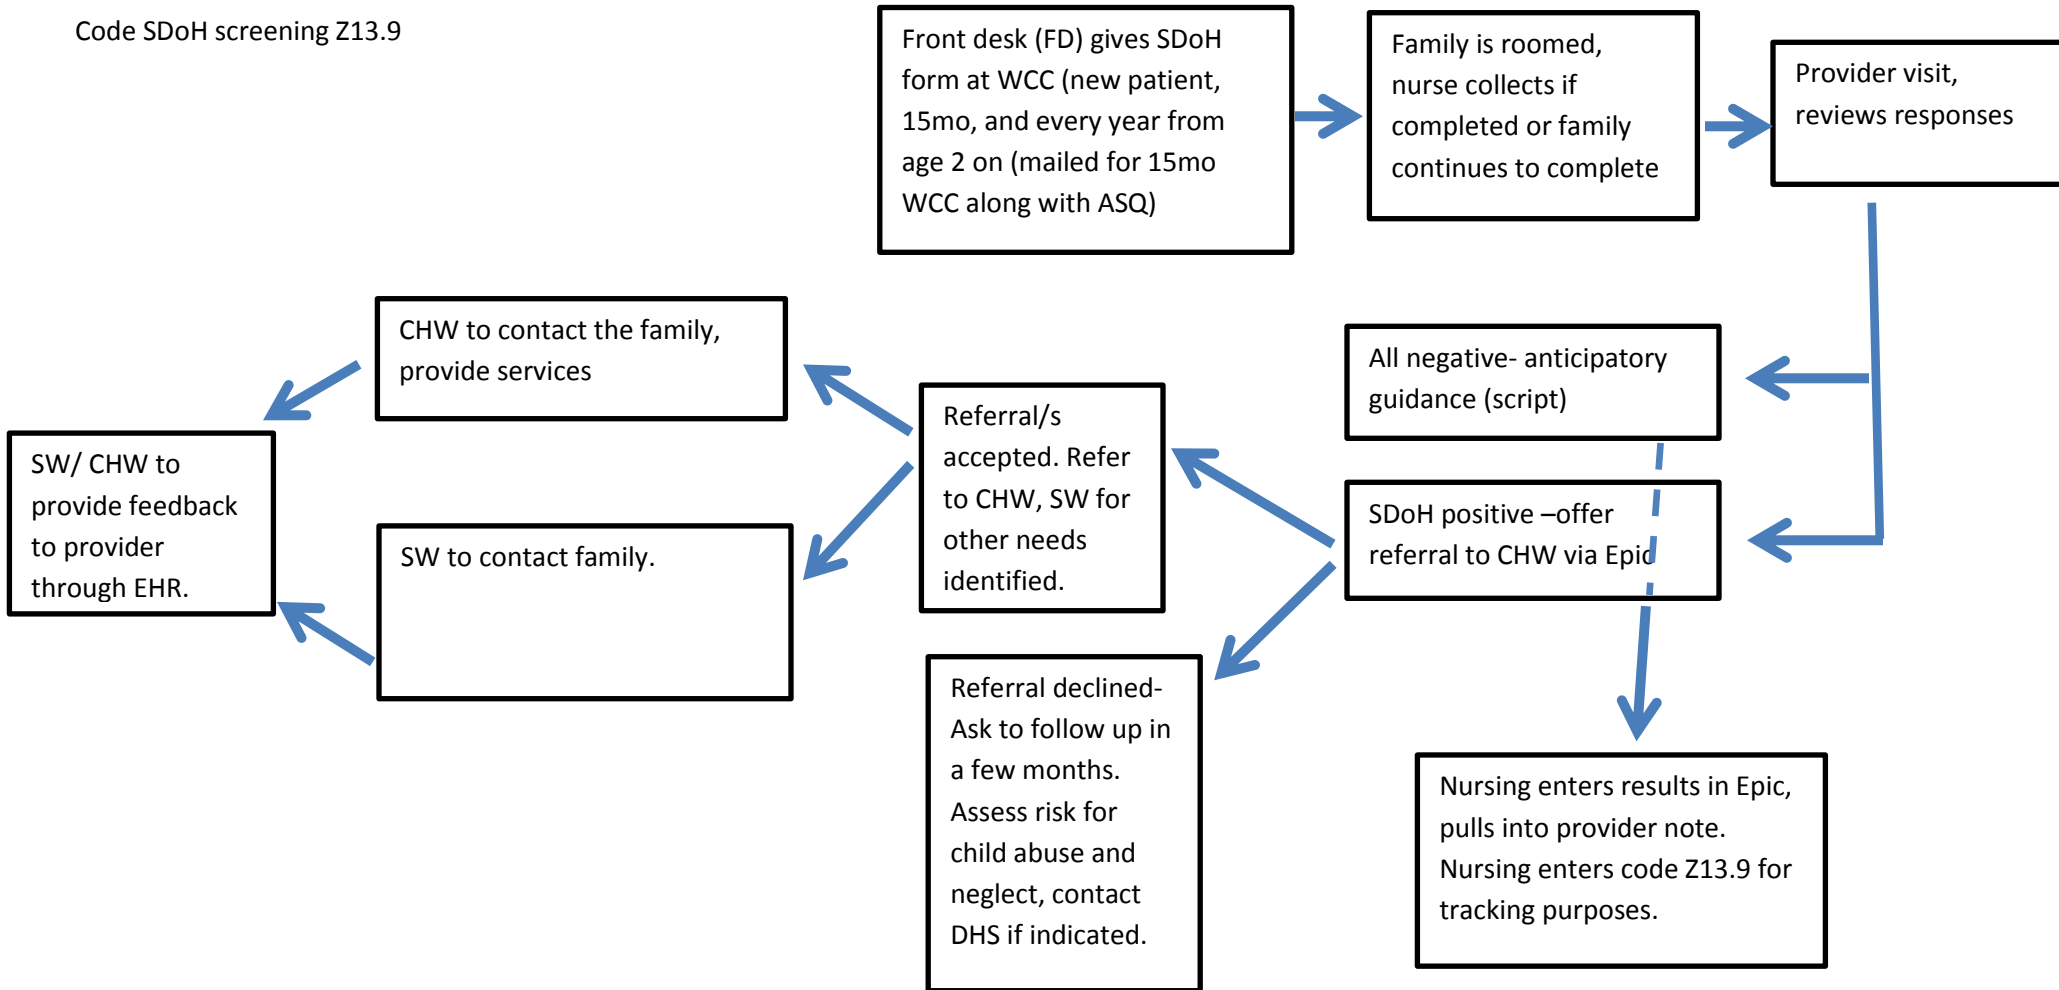 Code SDoH screening Z13.9
Front desk (FD) gives SDoH
form at WCC (new patient,
15mo, and every year from
age 2 on (mailed for 15mo
WCC along with ASQ)
Family is roomed,
nurse collects if
completed or family
continues to complete
Provider visit,
reviews responses
All negative- anticipatory
guidance (script)
SDoH positive –offer
referral to CHW via Epic
Referral/s
accepted. Refer
to CHW, SW for
other needs
identified.
CHW to contact the family,
provide services
SW to contact family.
SW/ CHW to
provide feedback
to provider
through EHR.
Referral declined-
Ask to follow up in
a few months.
Assess risk for
child abuse and
neglect, contact
DHS if indicated.
Nursing enters results in Epic,
pulls into provider note.
Nursing enters code Z13.9 for
tracking purposes.